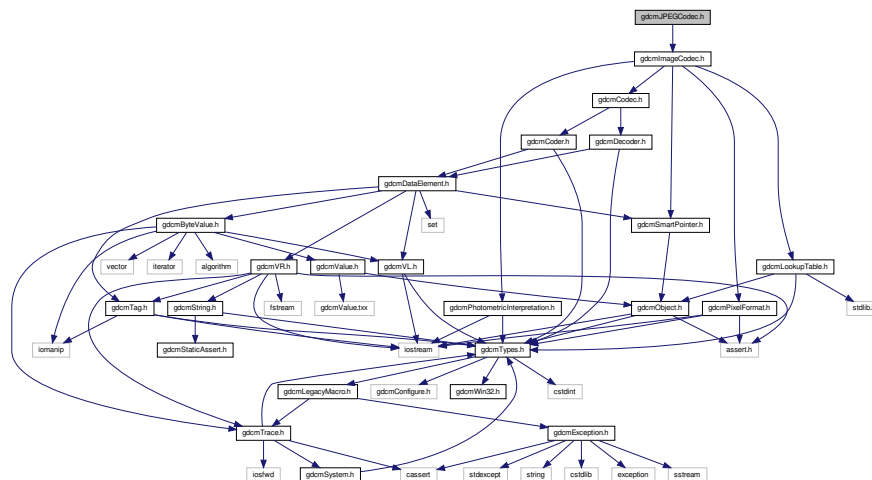 gdcmJPEGCodec.h
gdcmImageCodec.h
gdcmCodec.h
gdcmCoder.h
gdcmDecoder.h
gdcmDataElement.h
gdcmByteValue.h
set
gdcmSmartPointer.h
vector
iterator
algorithm
gdcmVR.h
gdcmValue.h
gdcmVL.h
gdcmLookupTable.h
gdcmTag.h
gdcmString.h
fstream
gdcmValue.txx
gdcmPhotometricInterpretation.h
gdcmObject.h
gdcmPixelFormat.h
stdlib.
iomanip
gdcmStaticAssert.h
iostream
gdcmTypes.h
assert.h
gdcmLegacyMacro.h
gdcmConfigure.h
gdcmWin32.h
cstdint
gdcmTrace.h
gdcmException.h
iosfwd
gdcmSystem.h
cassert
stdexcept
string
cstdlib
exception
sstream